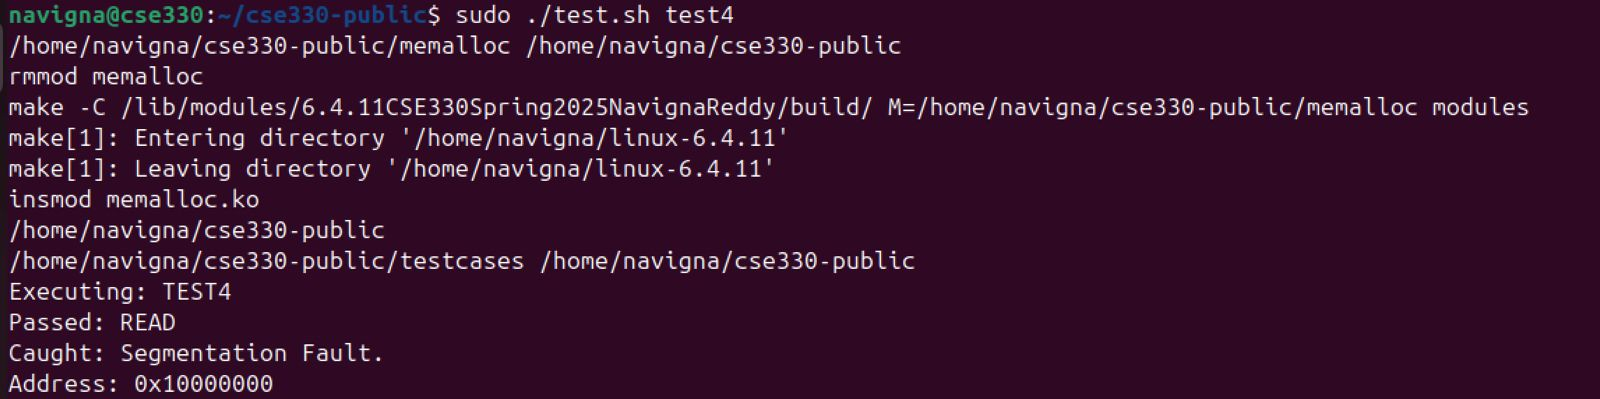 navigna@cse330:~/cse330-public$ sudo ./test.sh test4
/home/navigna/cse330-public/memalloc /home/navigna/cse330-public
rmmod memalloc
make -C /lib/modules/6.4.11CSE330Spring2025NavignaReddy/build/ M=/home/navigna/cse330-public/memalloc modules
make[1]: Entering directory '/home/navigna/linux-6.4.11'
make[1]: Leaving directory '/home/navigna/linux-6.4.11'
insmod memalloc.ko
/home/navigna/cse330-public
/home/navigna/cse330-public/testcases /home/navigna/cse330-public
Executing: TEST4
Passed: READ
Caught: Segmentation Fault.
Address: 0x10000000